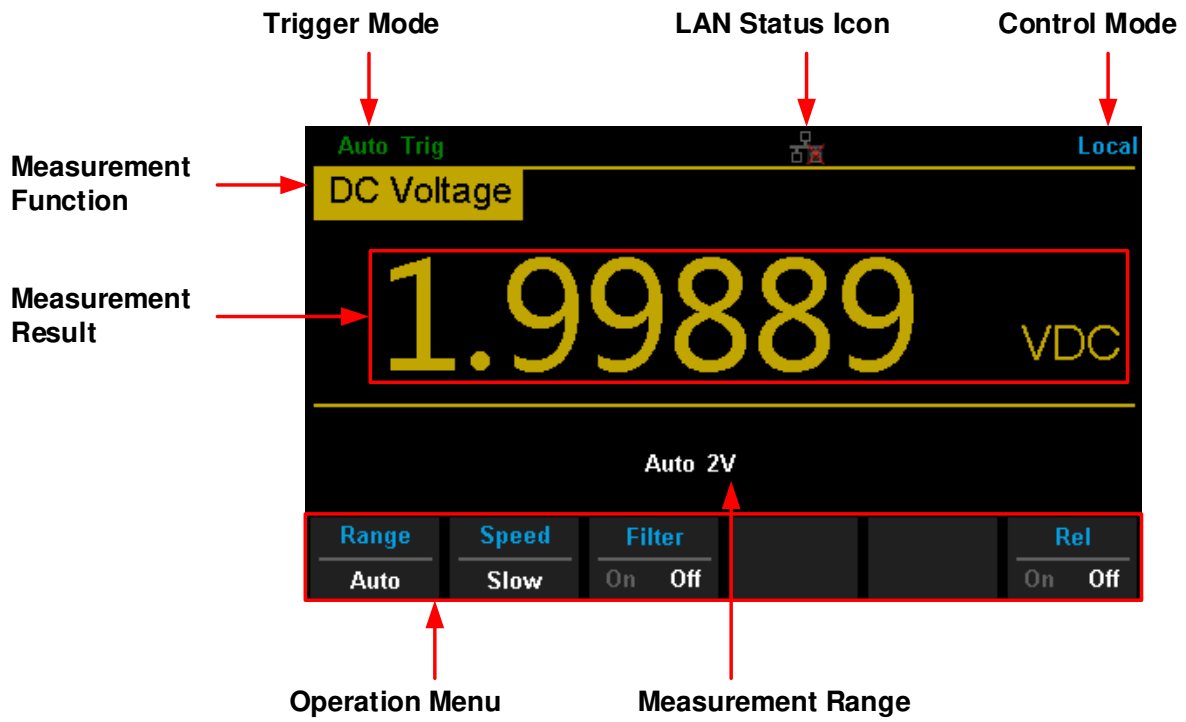 Trigger Mode
LAN Status Icon
Control Mode
Auto Trig
Local
Measurement
Function
DC Voltage
Measurement
Result
1.99889 VDC
Auto 2V
Range
Speed
Filter
Rel
Auto
Slow
On Off
On Off
Operation Menu
Measurement Range